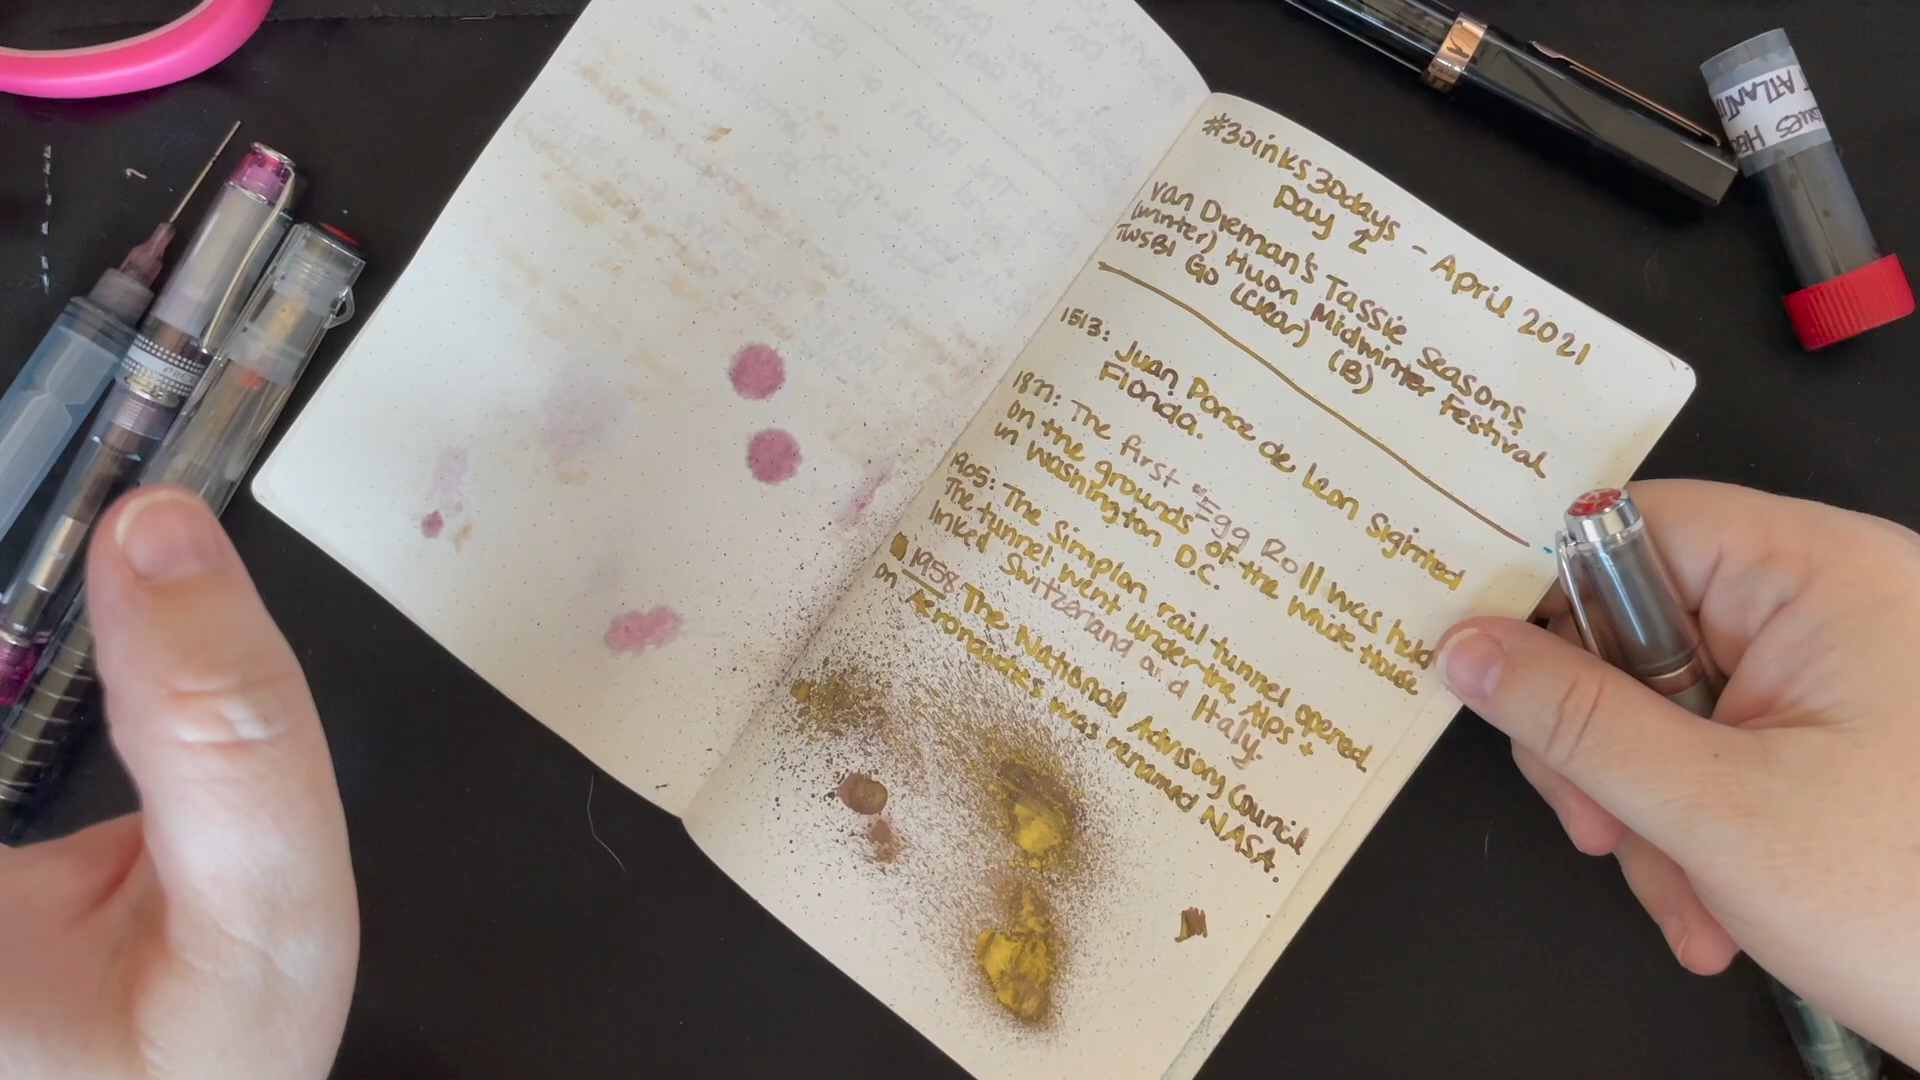 #30inks30days - April 2021
Day 2
Van Dieman's Tassie Seasons
(Winter) Huon Midwinter Festival
TWSBI Go (Clear) (B)
1513: Juan Ponce de Leon Sighted
Florida.
The first "Egg Roll was held
on the grounds of the White House
in Washington D.C.
1905: The Simplon rail tunnel opened
The tunnel went under the Alps +
linked Switzerland and Italy.
1958 The National Advisory Council
on Aeronautics was renamed NASA.
ATLANTI